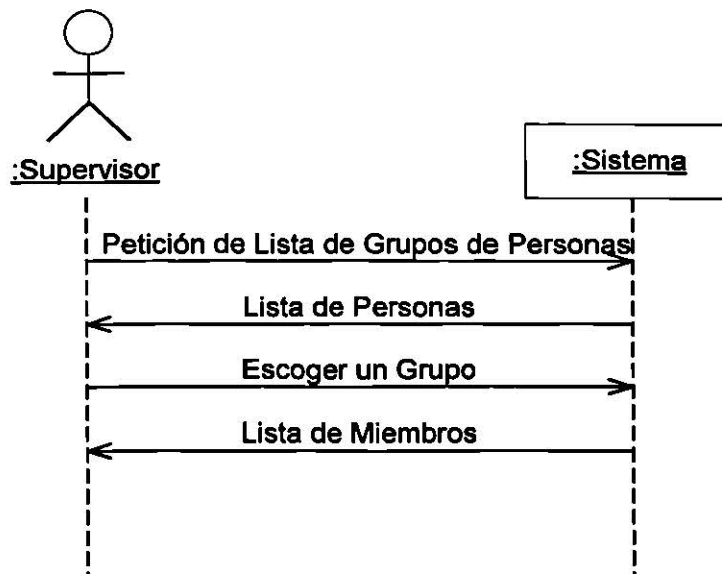 :Supervisor
:Sistema
Petición de Lista de Grupos de Personas
Lista de Personas
Escoger un Grupo
Lista de Miembros